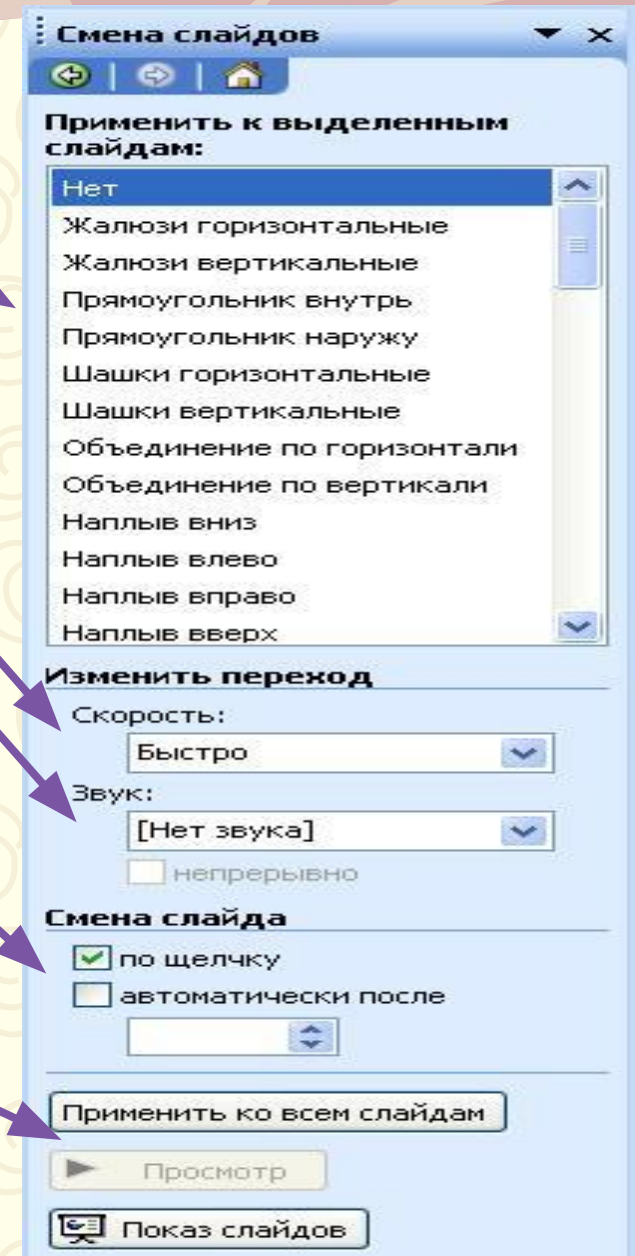 Смена слайдов
Применить к выделенным
слайдам:
Нет
Жалюзи горизонтальные
Жалюзи вертикальные
Прямоугольник внутрь
Прямоугольник наружу
Шашки горизонтальные
Шашки вертикальные
Объединение по горизонтали
Объединение по вертикали
Наплыв вниз
Наплыв влево
Наплыв вправо
Наплыв вверх
Изменить переход
Скорость:
Быстро
Звук:
[Нет звука]
непрерывно
Смена слайда
по щелчку
автоматически после
Применить ко всем слайдам
Просмотр
Показ слайдов